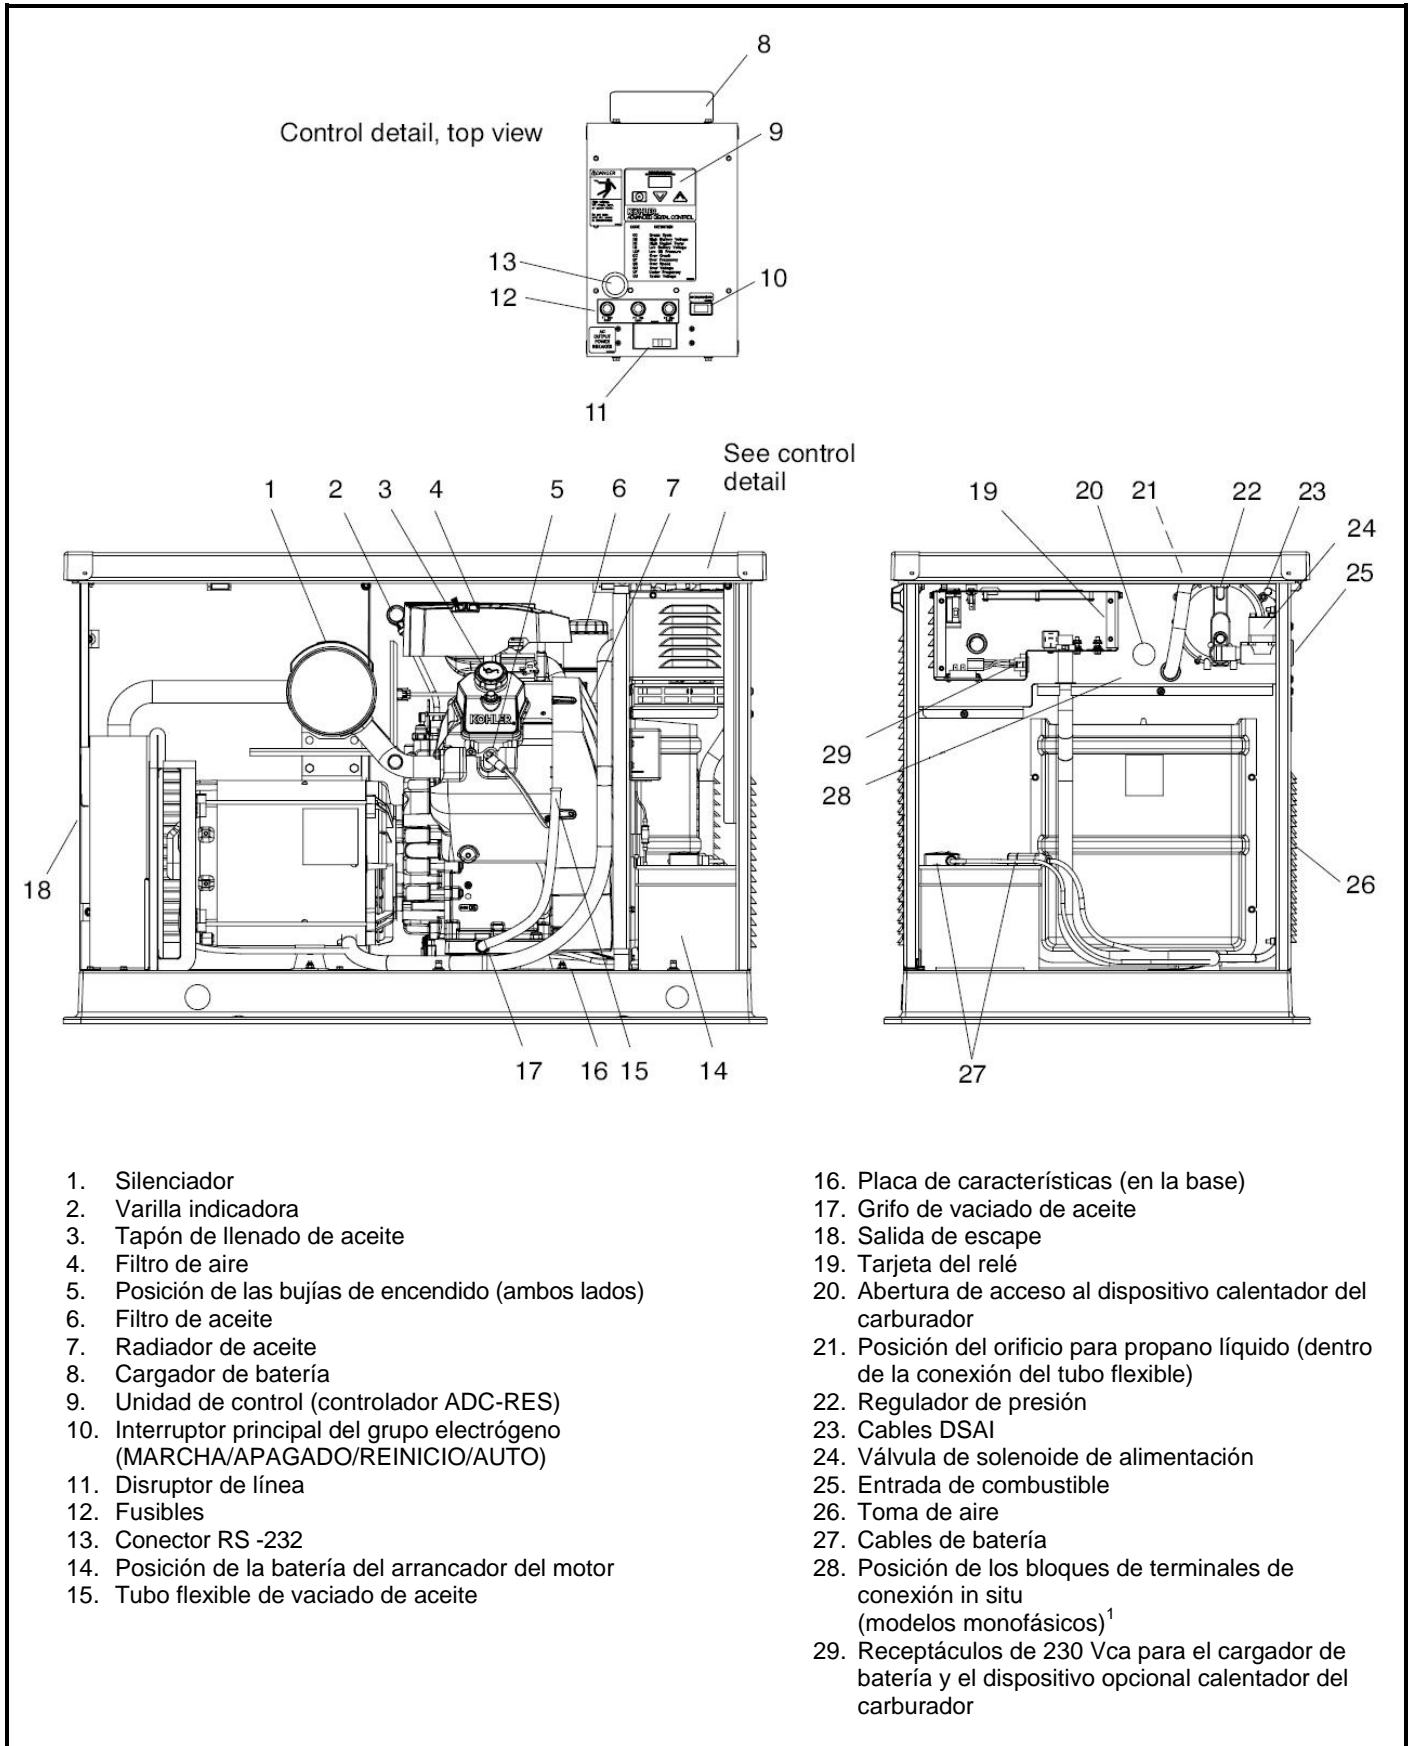 8
Control detail, top view
9
DANGER
ADVANCED DIGITAL CONTROL
13
12
10
AC
OUTPUT
POWER
BREAKER
11
See control
detail
1 2 3 4 5 6 7
19 20 21 22 23
24
25
KOHLER
29
28
18
26
17 16 15 14
27
1. Silenciador
2. Varilla indicadora
3. Tapón de llenado de aceite
4. Filtro de aire
5. Posición de las bujías de encendido (ambos lados)
6. Filtro de aceite
7. Radiador de aceite
8. Cargador de batería
9. Unidad de control (controlador ADC-RES)
10. Interruptor principal del grupo electrógeno
(MARCHA/APAGADO/REINICIO/AUTO)
11. Disruptor de línea
12. Fusibles
13. Conector RS -232
14. Posición de la batería del arrancador del motor
15. Tubo flexible de vaciado de aceite
16. Placa de características (en la base)
17. Grifo de vaciado de aceite
18. Salida de escape
19. Tarjeta del relé
20. Abertura de acceso al dispositivo calentador del
carburador
21. Posición del orificio para propano líquido (dentro
de la conexión del tubo flexible)
22. Regulador de presión
23. Cables DSAI
24. Válvula de solenoide de alimentación
25. Entrada de combustible
26. Toma de aire
27. Cables de batería
28. Posición de los bloques de terminales de
conexión in situ
(modelos monofásicos)1
29. Receptáculos de 230 Vca para el cargador de
batería y el dispositivo opcional calentador del
carburador